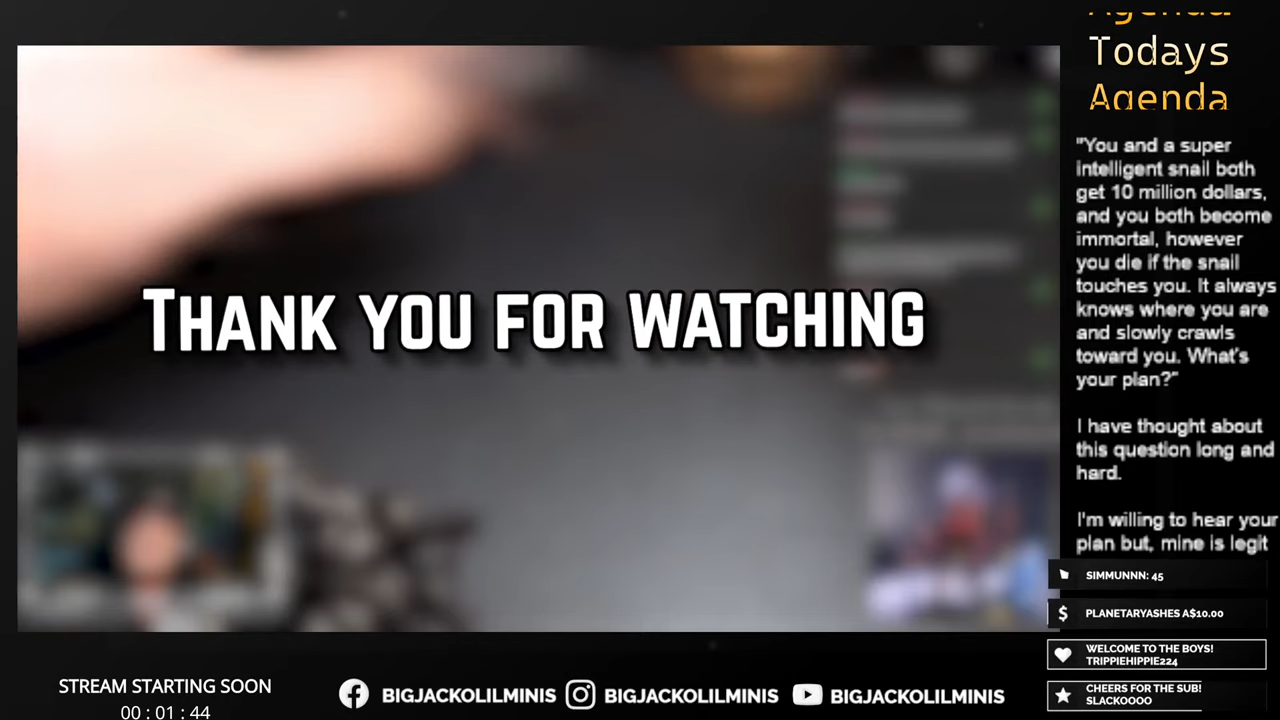 Agenda
Todays
Agenda
"You and a super
intelligent snail both
get 10 million dollars,
and you both become
immortal, however
you die if the snail
touches you. It always
knows where you are
and slowly crawls
toward you. What's
your plan?"
I have thought about
this question long and
hard.
I'm willing to hear your
plan but, mine is legit
THANK YOU FOR WATCHING
SIMMUNNN: 45
PLANETARYASHES A$10.00
WELCOME TO THE BOYS!
TRIPPIEHIPPIE224
CHEERS FOR THE SUB!
SLACKOOOO
STREAM STARTING SOON
00 : 01 : 44
BIGJACKOLILMINIS
BIGJACKOLILMINIS
BIGJACKOLILMINIS